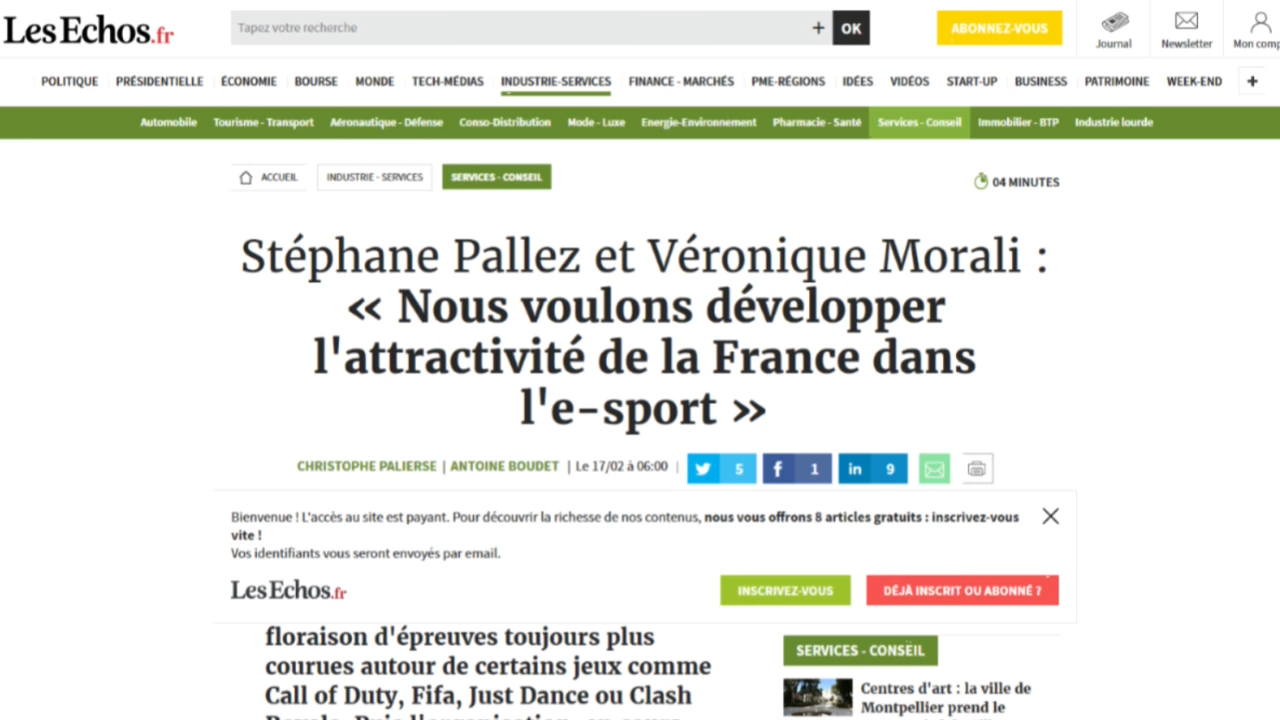 Les Echos.fr
Tapez votre recherche
+
OK
ABONNEZ-VOUS
Journal
Newsletter
Mon comp
POLITIQUE PRÉSIDENTIELLE ÉCONOMIE BOURSE MONDE TECH-MÉDIAS INDUSTRIE-SERVICES FINANCE - MARCHÉS PME-RÉGIONS IDÉES VIDÉOS START-UP BUSINESS PATRIMOINE WEEK-END +
Automobile Tourisme - Transport Aéronautique - Défense Conso-Distribution Mode - Luxe Energie-Environnement Pharmacie - Santé Services - Conseil Immobilier - BTP Industrie lourde
ACCUEIL INDUSTRIE - SERVICES SERVICES - CONSEIL
04 MINUTES
Stéphane Pallez et Véronique Morali :
« Nous voulons développer
l'attractivité de la France dans
l'e-sport »
CHRISTOPHE PALIERSE | ANTOINE BOUDET | Le 17/02 à 06:00 | 5 f 1 in 9
Bienvenue ! L'accès au site est payant. Pour découvrir la richesse de nos contenus, nous vous offrons 8 articles gratuits : inscrivez-vous
vite !
Vos identifiants vous seront envoyés par email.
Les Echos.fr
INSCRIVEZ-VOUS
DÉJÀ INSCRIT OU ABONNÉ ?
floraison d'épreuves toujours plus
courues autour de certains jeux comme
Call of Duty, Fifa, Just Dance ou Clash
SERVICES - CONSEIL
Centres d'art : la ville de
Montpellier prend le